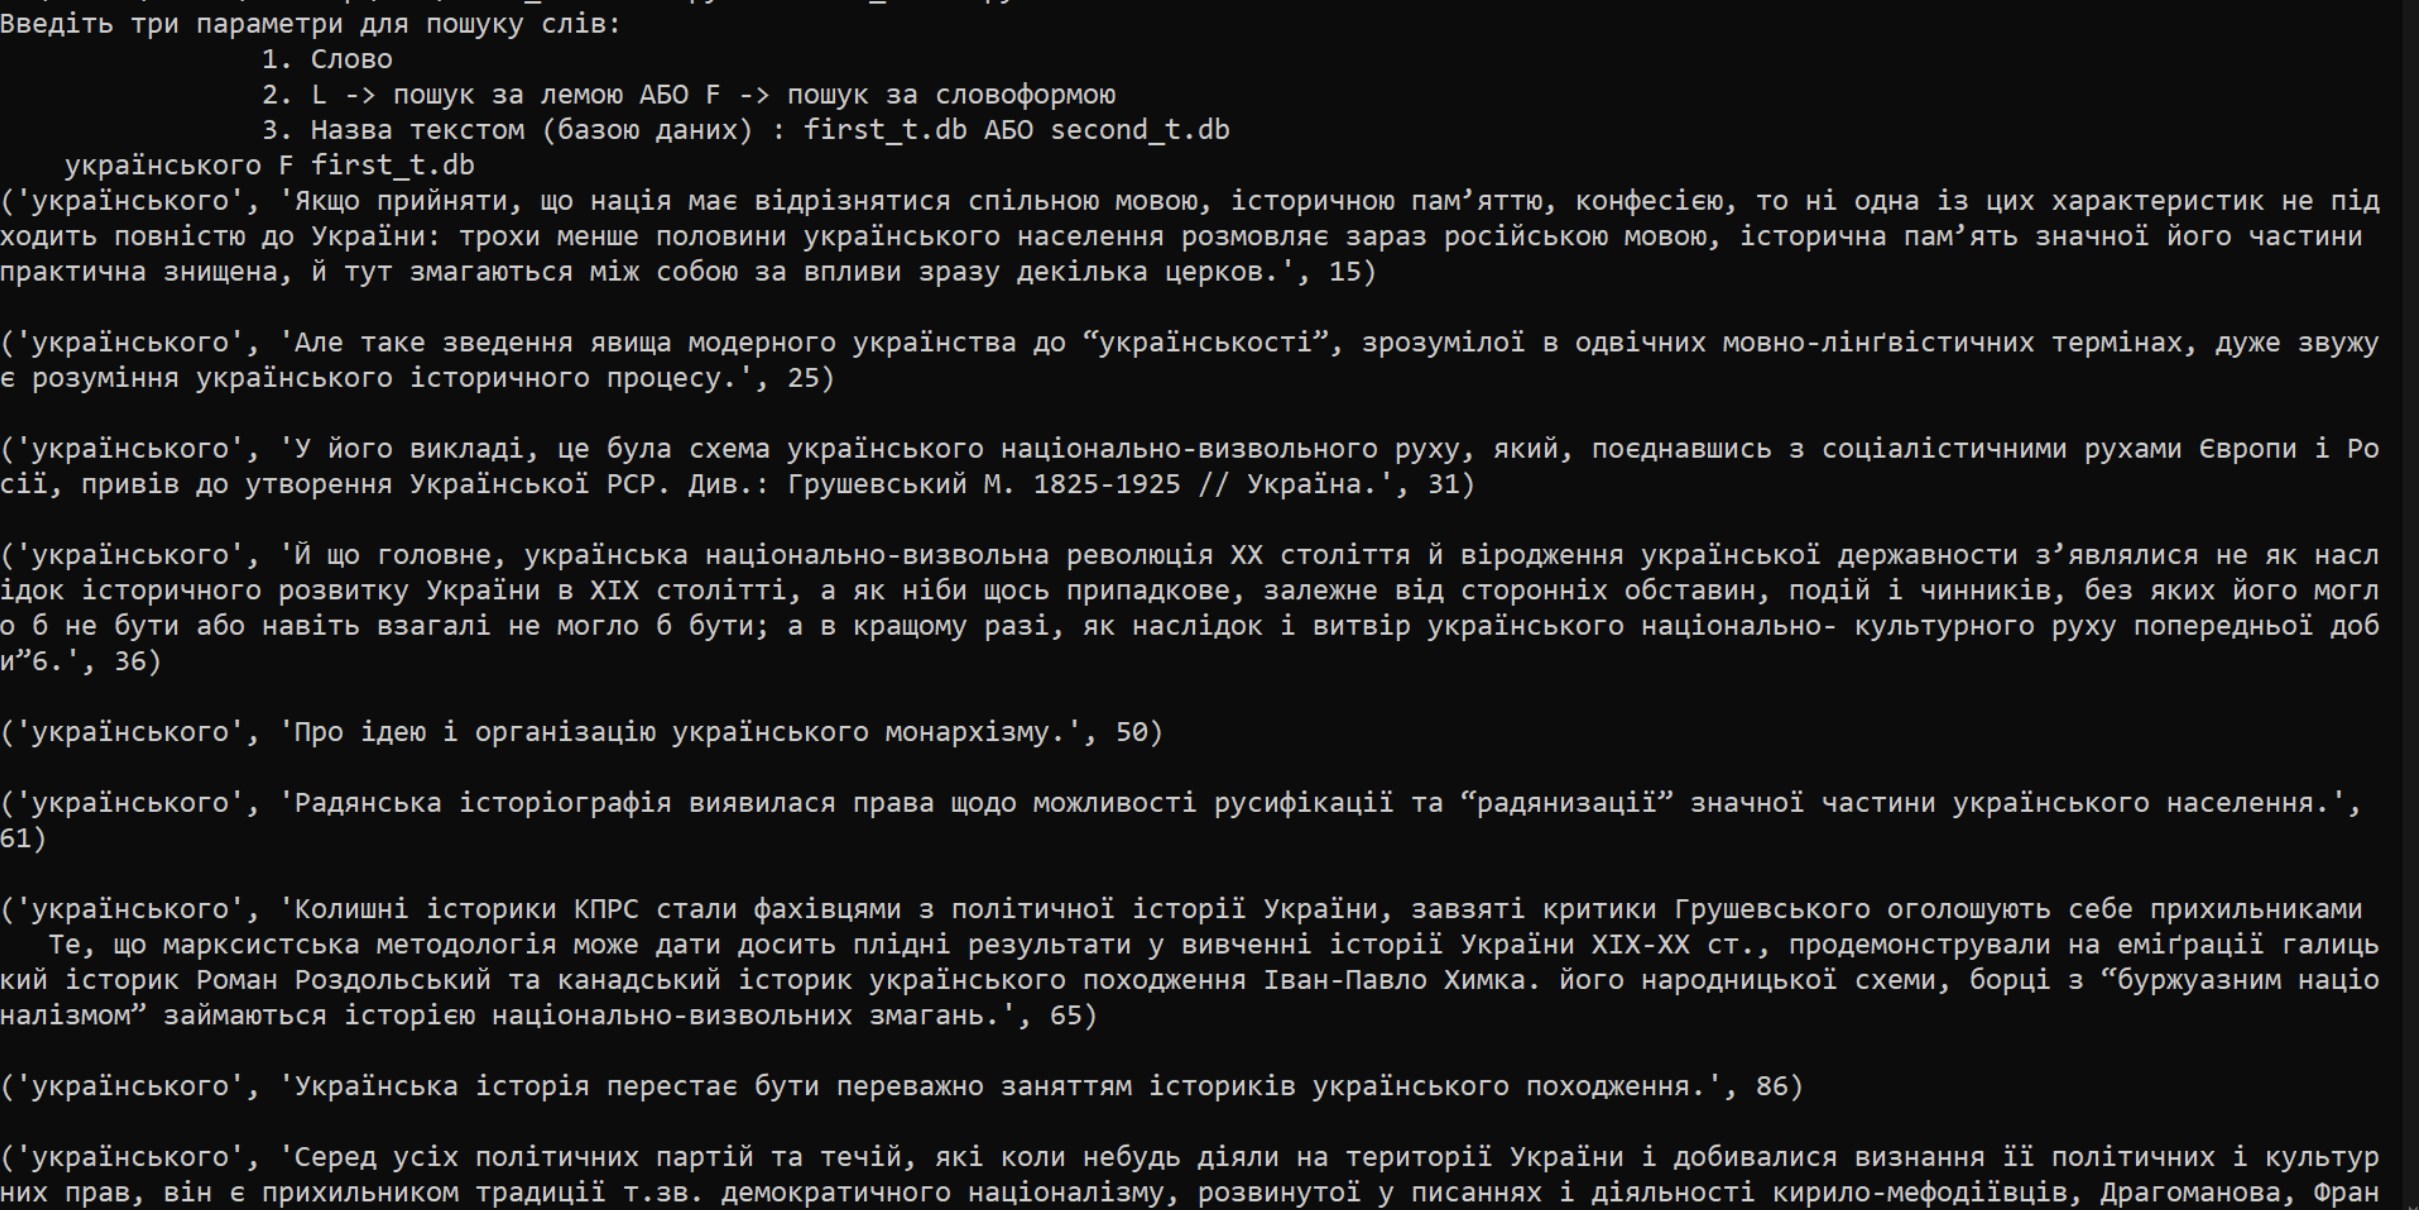 Введіть три параметри для пошуку слів:
1. Слово
2. L -> пошук за лемою АБО F -> пошук за словоформою
3. Назва текстом (базою даних) : first_t.db АБО second_t.db
українського F first_t.db
('українського', 'Якщо прийняти, що нація має відрізнятися спільною мовою, історичною пам’яттю, конфесією, то ні одна із цих характеристик не під
ходить повністю до України: трохи менше половини українського населення розмовляє зараз російською мовою, історична пам’ять значної його частини
практична знищена, й тут змагаються між собою за впливи зразу декілька церков.', 15)
('українського', 'Але таке зведення явища модерного українства до “українськості”, зрозумілої в одвічних мовно-лінґвістичних термінах, дуже звужу
є розуміння українського історичного процесу.', 25)
('українського', 'У його викладі, це була схема українського національно-визвольного руху, який, поєднавшись з соціалістичними рухами Європи і Ро
сії, привів до утворення Української РСР. Див.: Грушевський М. 1825-1925 // Україна.', 31)
('українського', 'Й що головне, українська національно-визвольна революція XX століття й віродження української державности з’являлися не як насл
ідок історичного розвитку України в XIX столітті, а як ніби щось припадкове, залежне від сторонніх обставин, подій і чинників, без яких його могл
о б не бути або навіть взагалі не могло б бути; а в кращому разі, як наслідок і витвір українського національно- культурного руху попередньої доб
и”6.', 36)
('українського', 'Про ідею і організацію українського монархізму.', 50)
('українського', 'Радянська історіографія виявилася права щодо можливості русифікації та “радянизації” значної частини українського населення.',
61)
('українського', 'Колишні історики КПРС стали фахівцями з політичної історії України, завзяті критики Грушевського оголошують себе прихильниками
Те, що марксистська методологія може дати досить плідні результати у вивченні історії України XIX-XX ст., продемонстрували на еміґрації галиць
кий історик Роман Роздольський та канадський історик українського походження Іван-Павло Химка. його народницької схеми, борці з “буржуазним націо
налізмом” займаються історією національно-визвольних змагань.', 65)
('українського', 'Українська історія перестає бути переважно заняттям істориків українського походження.', 86)
('українського', 'Серед усіх політичних партій та течій, які коли небудь діяли на території України і добивалися визнання її політичних і культур
них прав, він є прихильником традиції т.зв. демократичного націоналізму, розвинутої у писаннях і діяльності кирило-мефодіївців, Драгоманова, Фран